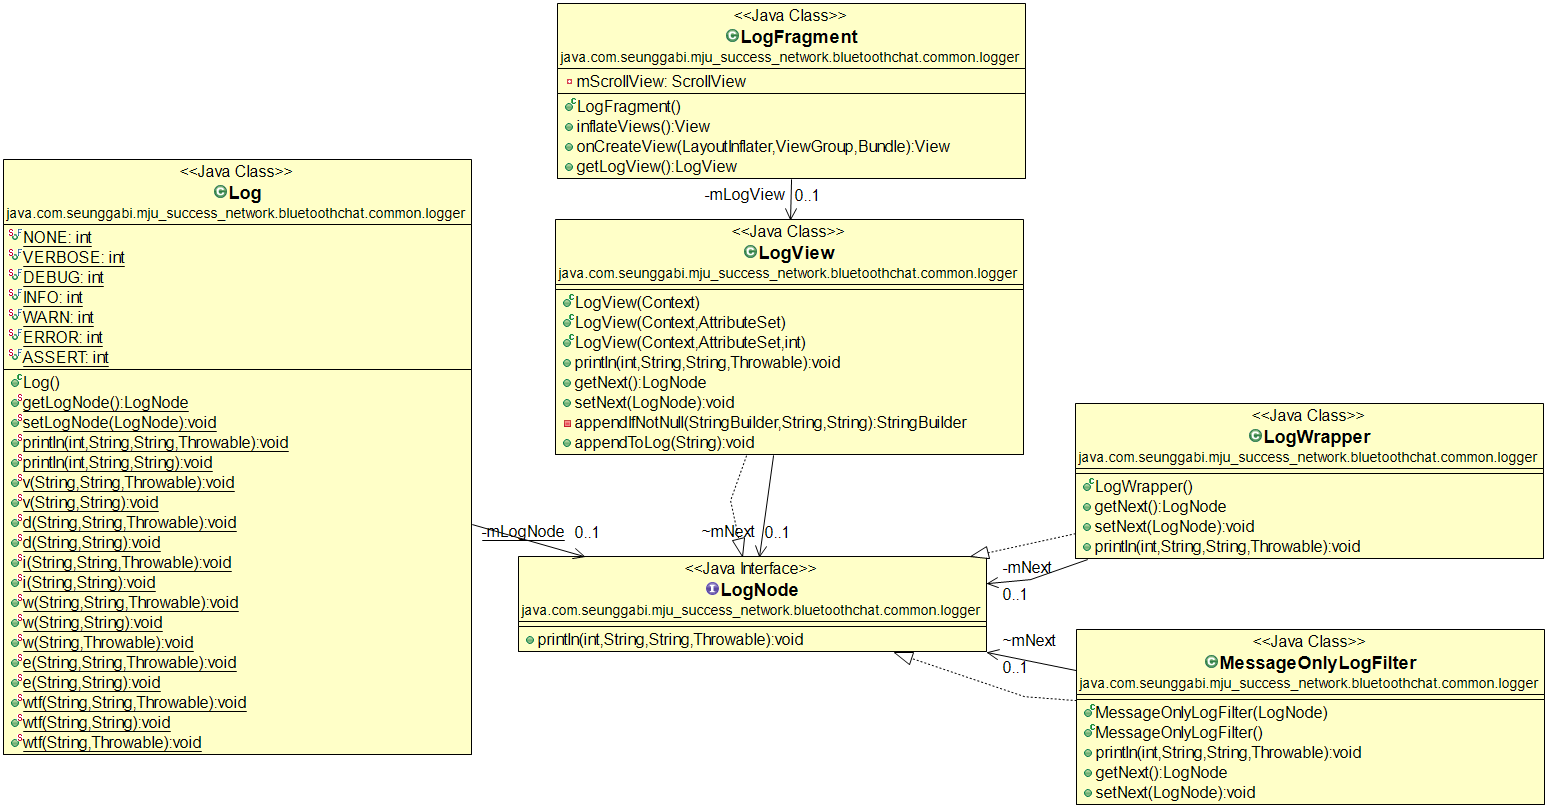 <<Java Class>>
LogFragment
java.com.seunggabi.mju_success_network.bluetoothchat.common.logger
mScrollView: ScrollView
LogFragment()
inflateViews():View
onCreateView(LayoutInflater,ViewGroup,Bundle):View
getLogView():LogView
-mLogView 0..1
<<Java Class>>
Log
java.com.seunggabi.mju_success_network.bluetoothchat.common.logger
NONE: int
VERBOSE: int
DEBUG: int
INFO: int
WARN: int
ERROR: int
ASSERT: int
Log()
getLogNode():LogNode
setLogNode(LogNode):void
println(int,String,String,Throwable):void
println(int,String,String):void
v(String,String,Throwable):void
v(String,String):void
d(String,String,Throwable):void
d(String,String):void
i(String,String,Throwable):void
i(String,String):void
w(String,String,Throwable):void
w(String,String):void
w(String,Throwable):void
e(String,String,Throwable):void
e(String,String):void
wtf(String,String,Throwable):void
wtf(String,String):void
wtf(String,Throwable):void
-mLogNode 0..1
<<Java Class>>
LogView
java.com.seunggabi.mju_success_network.bluetoothchat.common.logger
LogView(Context)
LogView(Context,AttributeSet)
LogView(Context,AttributeSet,int)
println(int,String,String,Throwable):void
getNext():LogNode
setNext(LogNode):void
appendIfNotNull(StringBuilder,String,String):StringBuilder
appendToLog(String):void
~mNext 0..1
<<Java Interface>>
LogNode
java.com.seunggabi.mju_success_network.bluetoothchat.common.logger
println(int,String,String,Throwable):void
<<Java Class>>
LogWrapper
java.com.seunggabi.mju_success_network.bluetoothchat.common.logger
LogWrapper()
getNext():LogNode
setNext(LogNode):void
println(int,String,String,Throwable):void
-mNext
0..1
~mNext
0..1
<<Java Class>>
MessageOnlyLogFilter
java.com.seunggabi.mju_success_network.bluetoothchat.common.logger
MessageOnlyLogFilter(LogNode)
MessageOnlyLogFilter()
println(int,String,String,Throwable):void
getNext():LogNode
setNext(LogNode):void